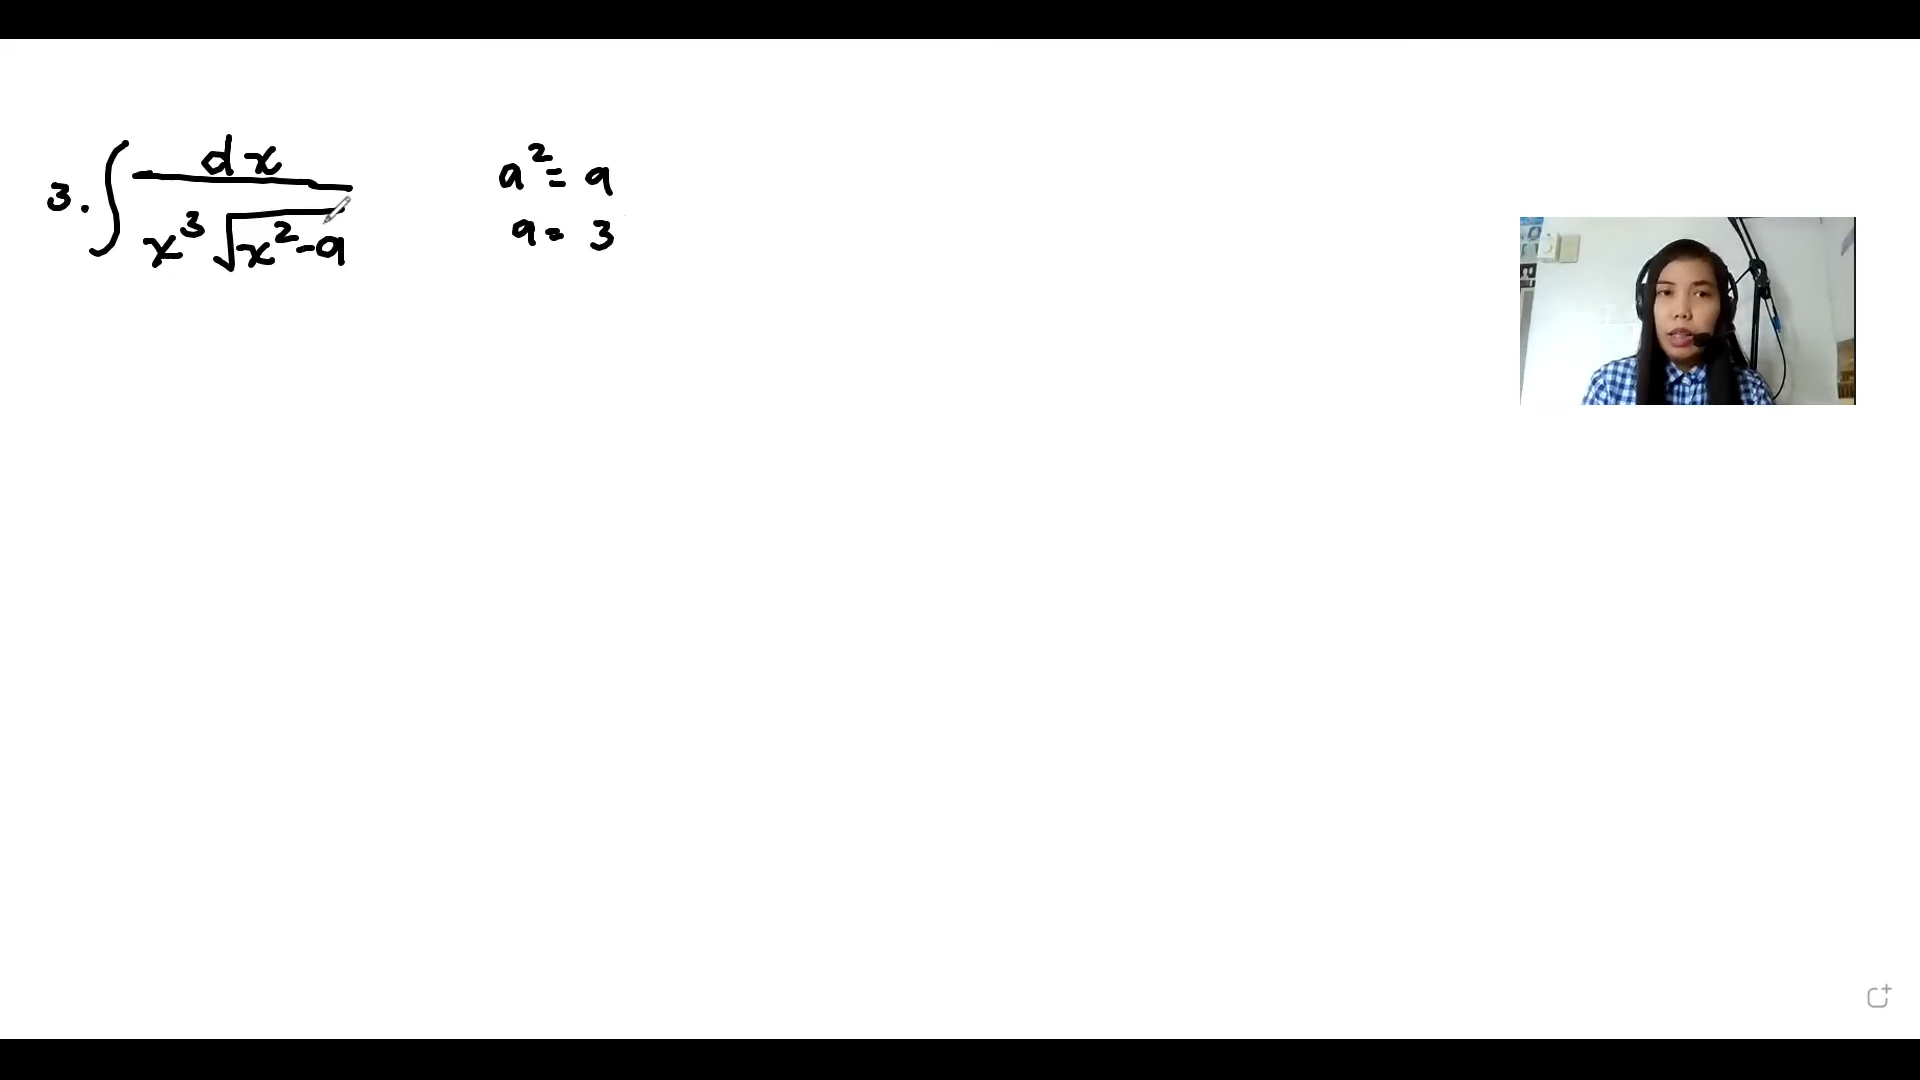 3. ∫ dx / x³ √x² - 9
a² = 9
a = 3